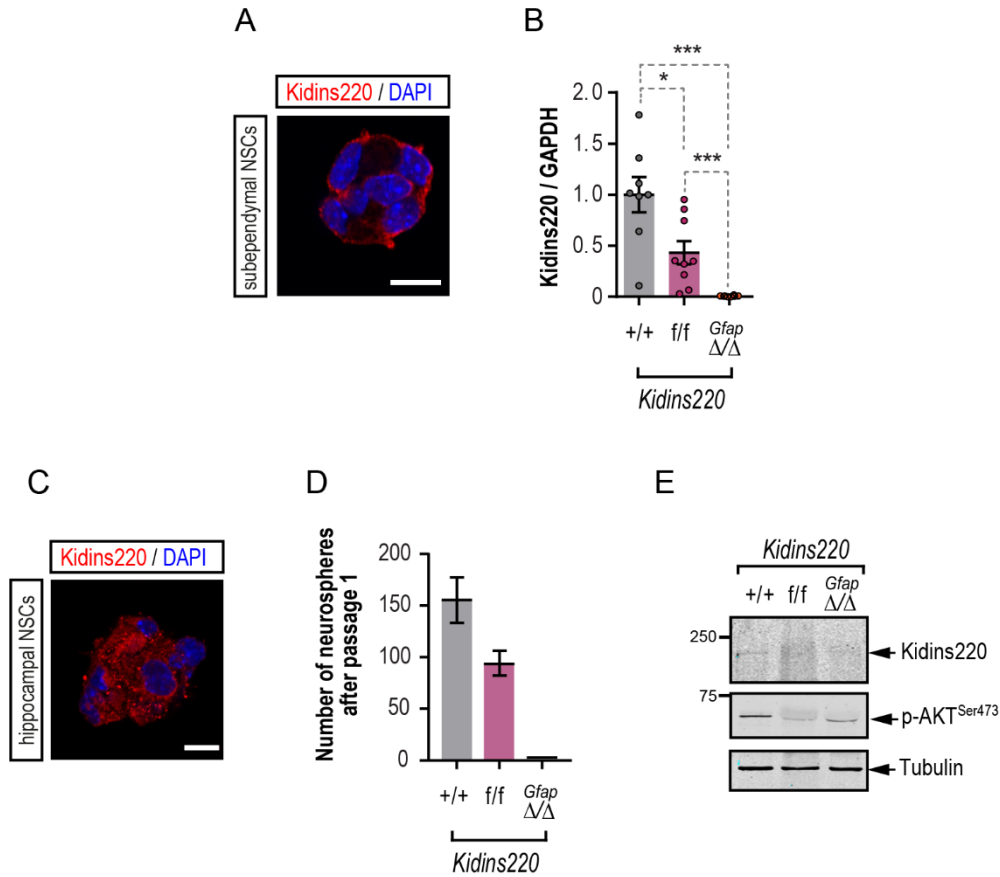 A
Kidins220 / DAPI
subependymal NSCs
B
***
*
***
Kidins220 / GAPDH
2.0
1.5
1.0
0.5
0
+/+ f/f Gfap Δ/Δ
Kidins220
C
Kidins220 / DAPI
hippocampal NSCs
D
Number of neurospheres
after passage 1
200
150
100
50
0
+/+ f/f Gfap Δ/Δ
Kidins220
E
Kidins220
+/+ f/f Gfap Δ/Δ
250
Kidins220
75
p-AKTSer473
Tubulin